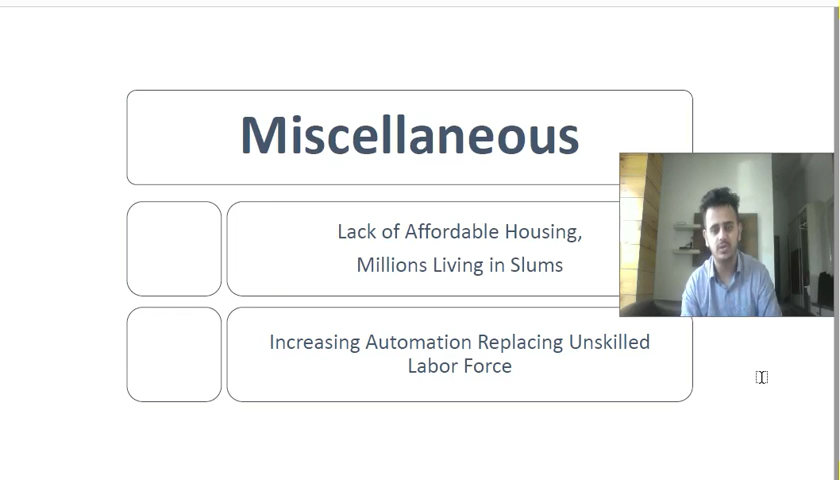 Miscellaneous
Lack of Affordable Housing,
Millions Living in Slums
Increasing Automation Replacing Unskilled
Labor Force